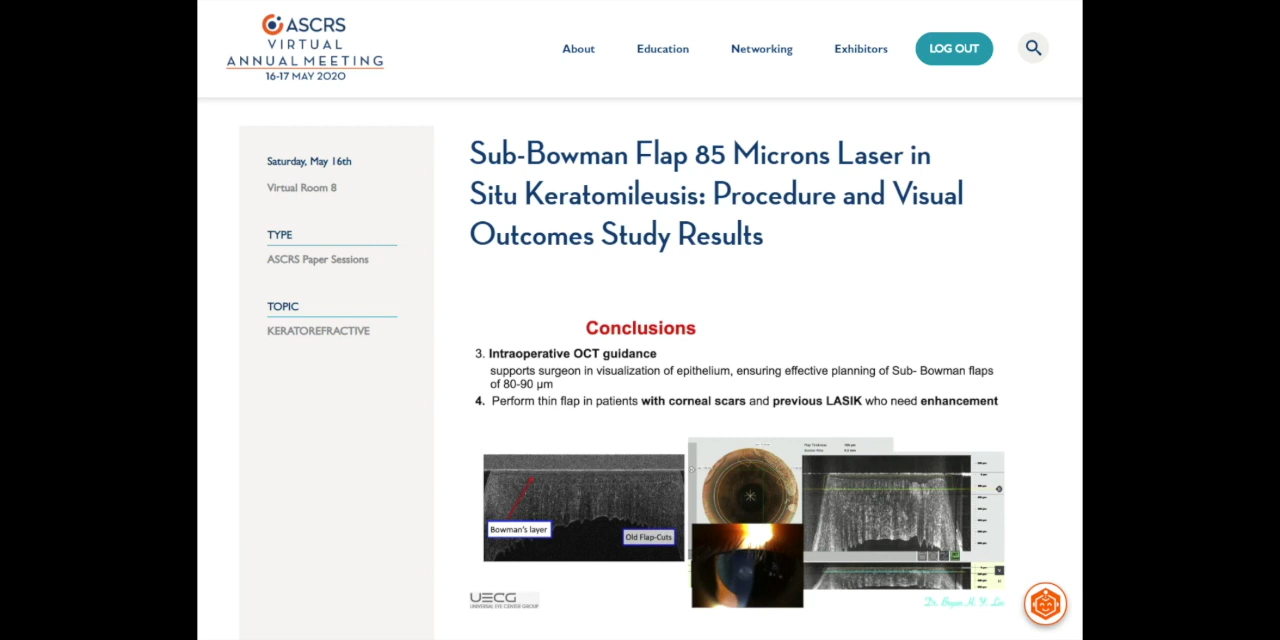 ASCRS
VIRTUAL
ANNUAL MEETING
16-17 MAY 2020
About
Education
Networking
Exhibitors
LOG OUT
Saturday, May 16th
Virtual Room 8
TYPE
ASCRS Paper Sessions
TOPIC
KERATOREFRACTIVE
Sub-Bowman Flap 85 Microns Laser in
Situ Keratomileusis: Procedure and Visual
Outcomes Study Results
Conclusions
3. Intraoperative OCT guidance
supports surgeon in visualization of epithelium, ensuring effective planning of Sub- Bowman flaps
of 80-90 μm
4. Perform thin flap in patients with corneal scars and previous LASIK who need enhancement
Bowman's layer
Old Flap-Cuts
UECG
UNIVERSAL EYE CENTER GROUP